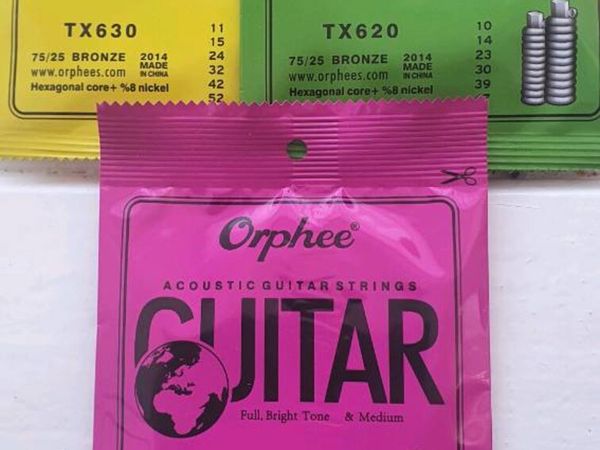 TX630
75/25 BRONZE 2014
www.orphees.com MADE IN CHINA
Hexagonal core+ %8 nickel
11
15
24
32
42
52
TX620
75/25 BRONZE 2014
www.orphees.com MADE IN CHINA
Hexagonal core+ %8 nickel
10
14
23
30
39
Orphee®
ACOUSTIC GUITAR STRINGS
GUITAR
Full, Bright Tone & Medium